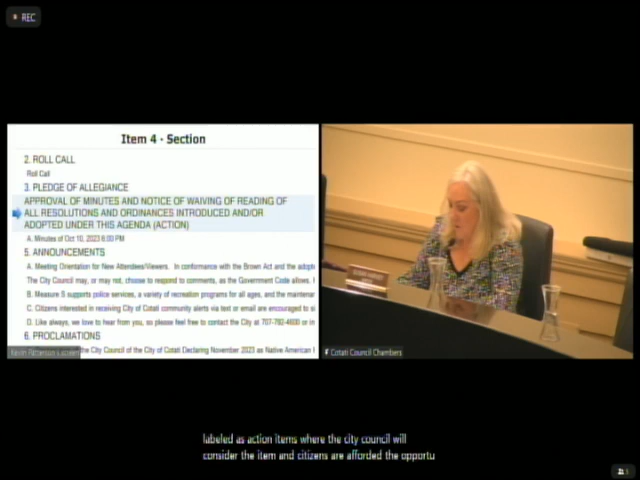 REC
Item 4 · Section
2. ROLL CALL
Roll Call
3. PLEDGE OF ALLEGIANCE
APPROVAL OF MINUTES AND NOTICE OF WAIVING OF READING OF
ALL RESOLUTIONS AND ORDINANCES INTRODUCED AND/OR
ADOPTED UNDER THIS AGENDA (ACTION)
A. Minutes of Oct 10, 2023 6:00 PM
5. ANNOUNCEMENTS
A. Meeting Orientation for New Attendees/Viewers. In conformance with the Brown Act and the adopt
The City Council may, or may not, choose to respond to comments, as the Government Code allows.
B. Measure S supports police services, a variety of recreation programs for all ages, and the maintenan
C. Citizens interested in receiving City of Cotati community alerts via text or email are encouraged to si
D. Like always, we love to hear from you, so please feel free to contact the City at 707-792-4600 or in
6. PROCLAMATIONS
the City Council of the City of Cotati Declaring November 2023 as Native American
Cotati Council Chambers
labeled as action items where the city council will
consider the item and citizens are afforded the opportu